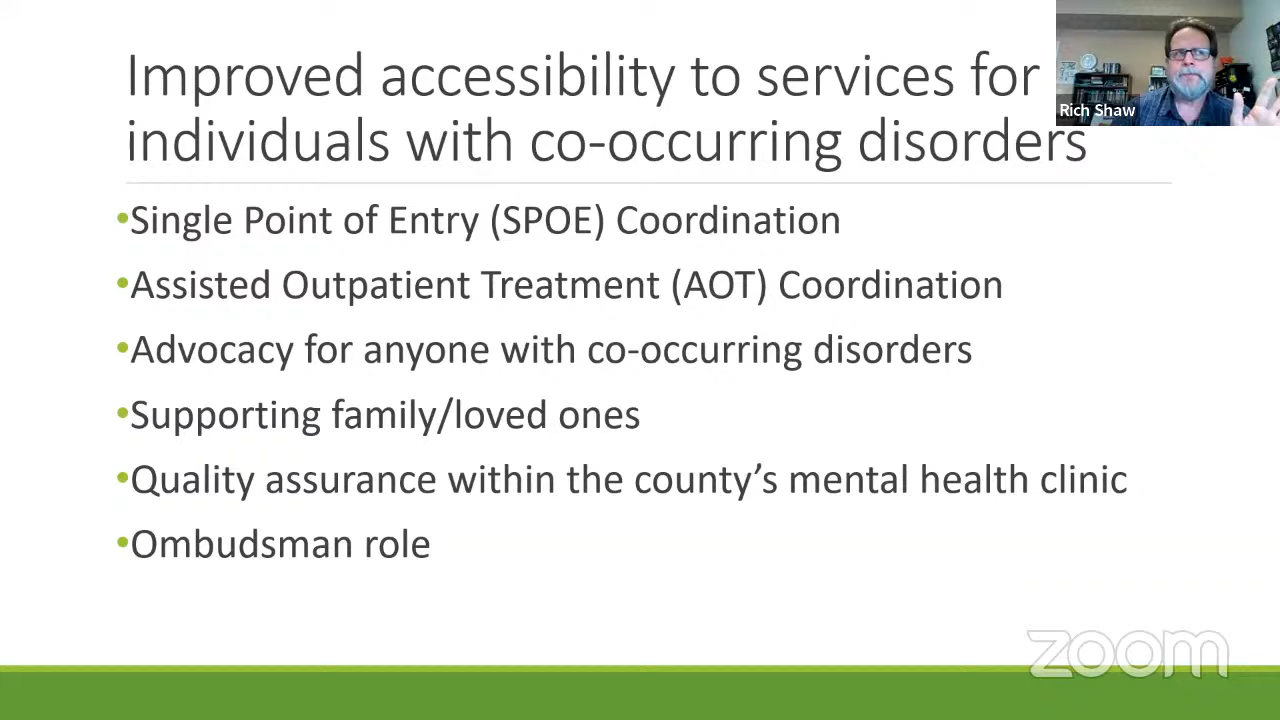 Improved accessibility to services for
individuals with co-occurring disorders
Rich Shaw
•Single Point of Entry (SPOE) Coordination
•Assisted Outpatient Treatment (AOT) Coordination
•Advocacy for anyone with co-occurring disorders
•Supporting family/loved ones
•Quality assurance within the county’s mental health clinic
•Ombudsman role
zoom